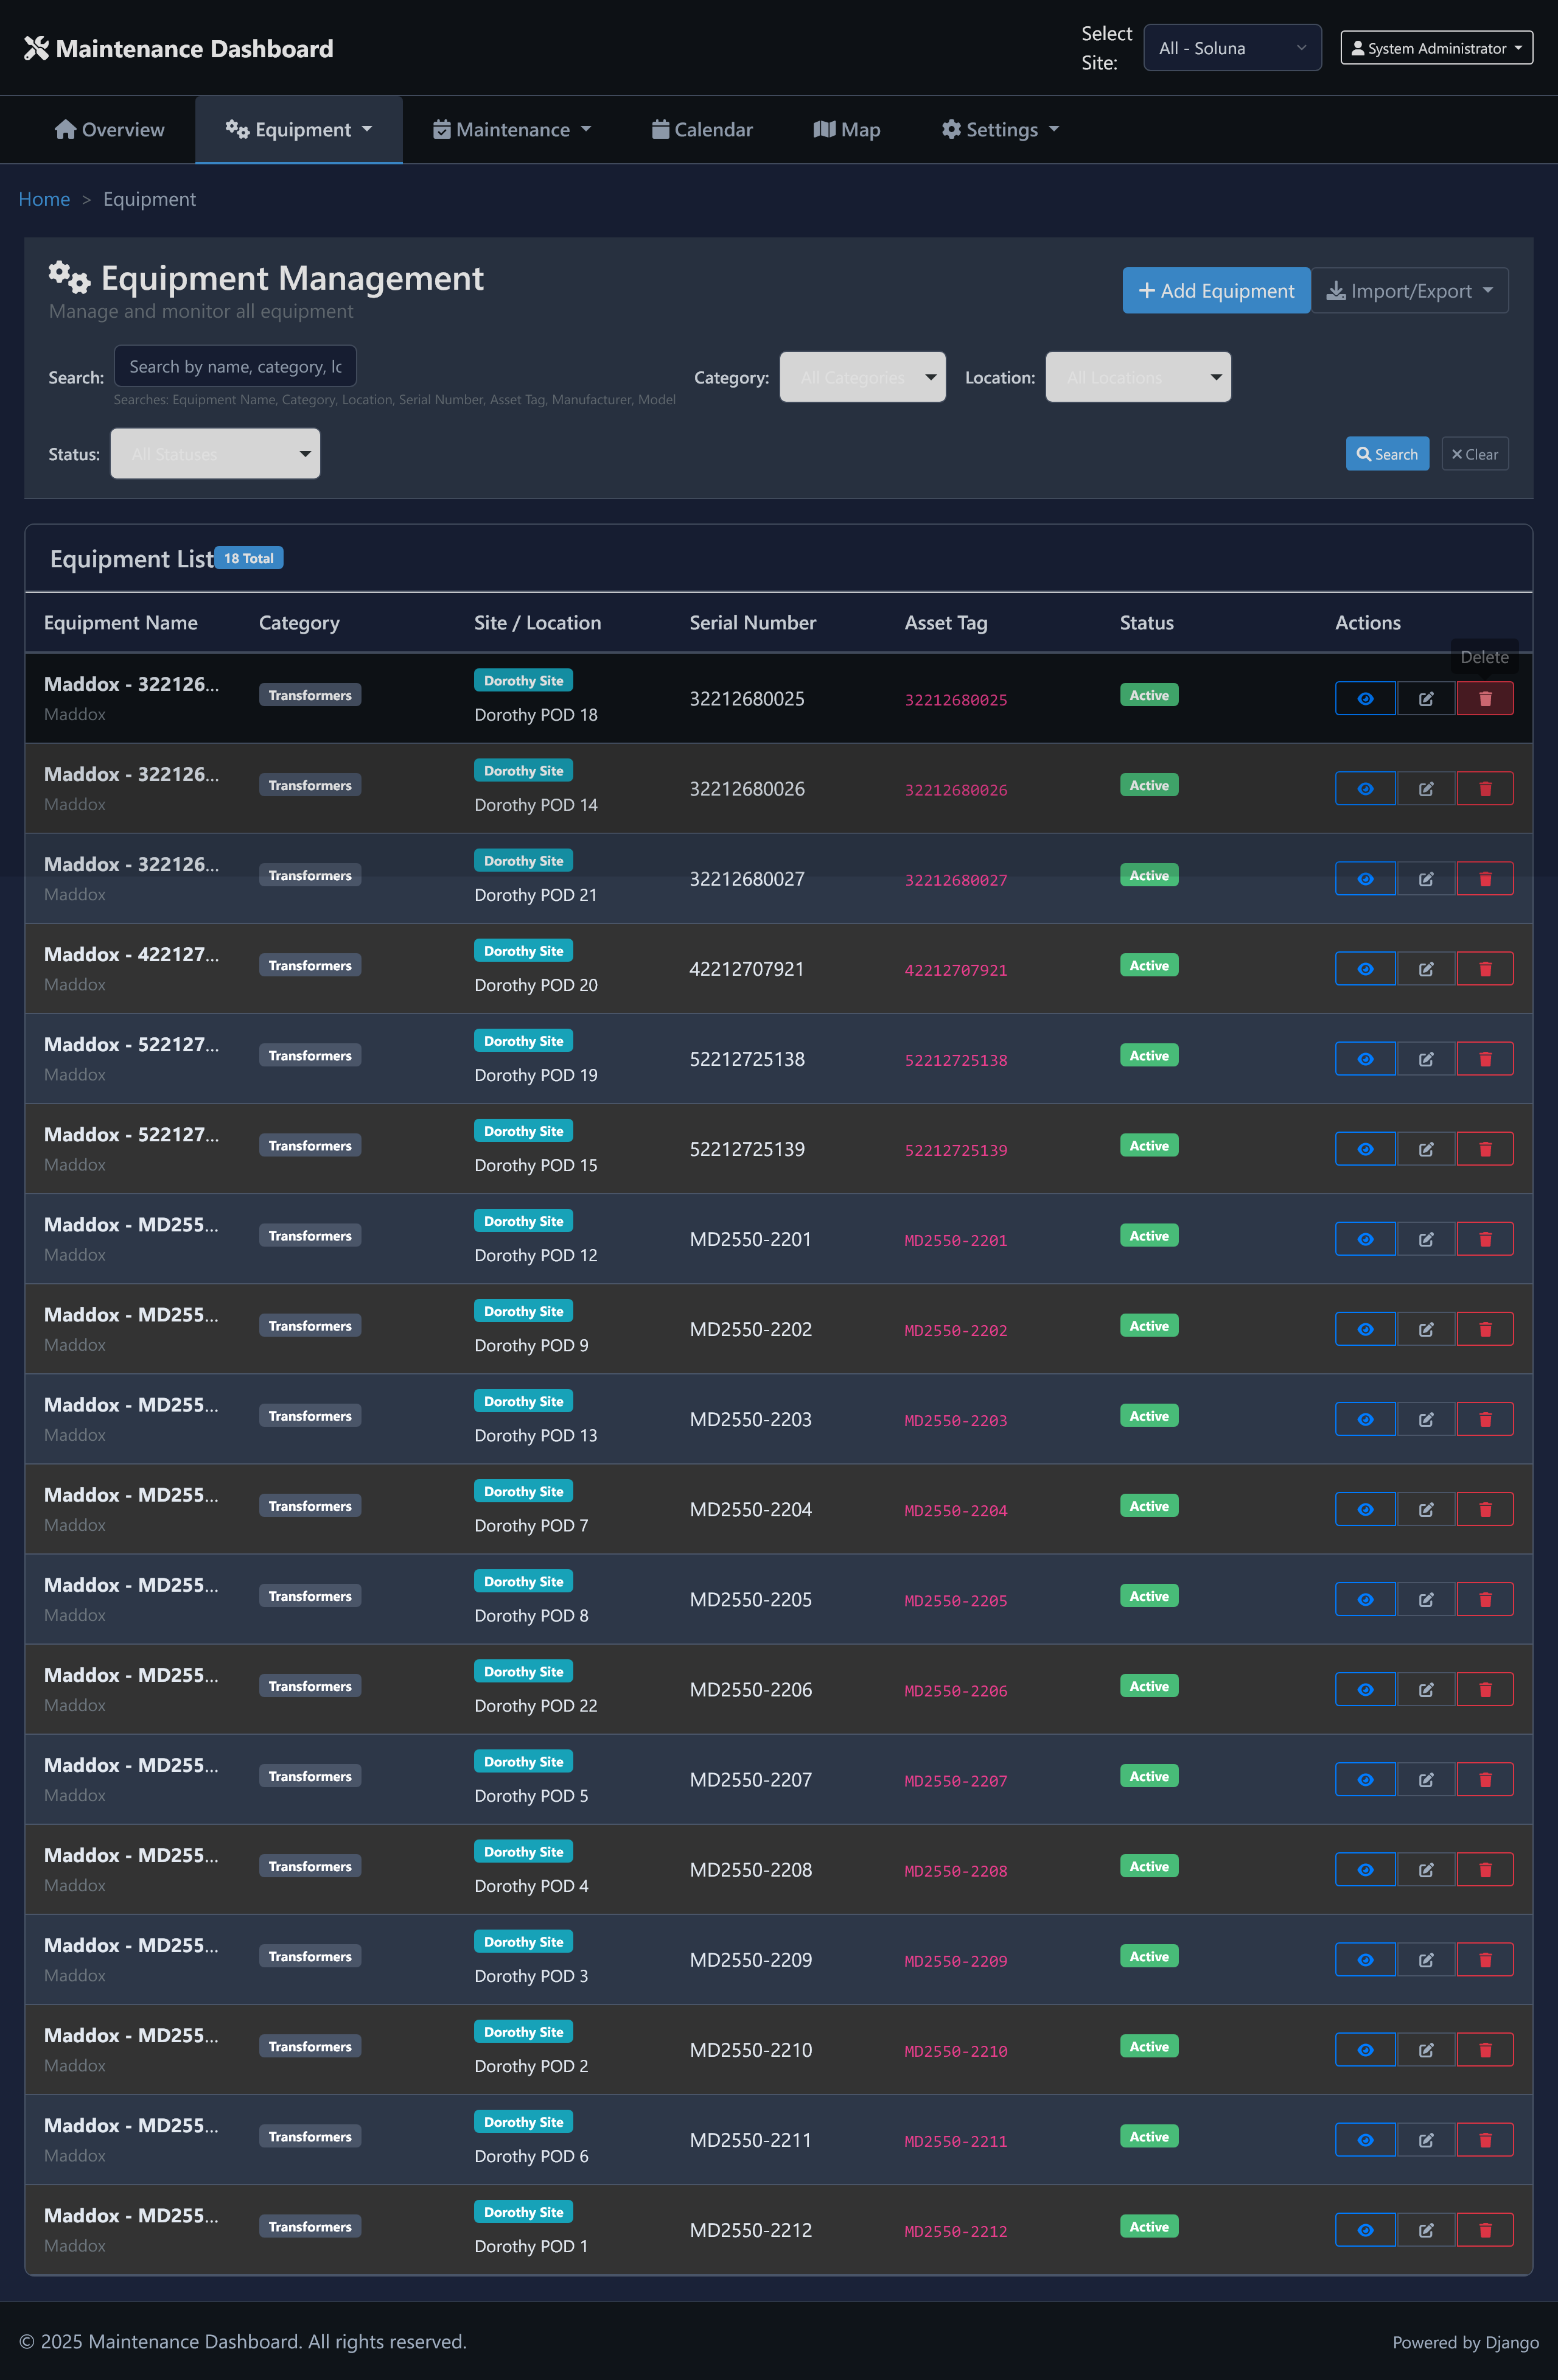 Maintenance Dashboard
Select Site:
All - Soluna
System Administrator
Overview
Equipment
Maintenance
Calendar
Map
Settings
Home > Equipment
Equipment Management
Manage and monitor all equipment
+ Add Equipment
Import/Export
Search:
Search by name, category, lc
Searches: Equipment Name, Category, Location, Serial Number, Asset Tag, Manufacturer, Model
Category:
All Categories
Location:
All Locations
Status:
All Statuses
Search
Clear
Equipment List 18 Total
Equipment Name Category Site / Location Serial Number Asset Tag Status Actions
Delete
Maddox - 322126... Transformers Dorothy Site 32212680025 32212680025 Active
Maddox Dorothy POD 18
Maddox - 322126... Transformers Dorothy Site 32212680026 32212680026 Active
Maddox Dorothy POD 14
Maddox - 322126... Transformers Dorothy Site 32212680027 32212680027 Active
Maddox Dorothy POD 21
Maddox - 422127... Transformers Dorothy Site 42212707921 42212707921 Active
Maddox Dorothy POD 20
Maddox - 522127... Transformers Dorothy Site 52212725138 52212725138 Active
Maddox Dorothy POD 19
Maddox - 522127... Transformers Dorothy Site 52212725139 52212725139 Active
Maddox Dorothy POD 15
Maddox - MD255... Transformers Dorothy Site MD2550-2201 MD2550-2201 Active
Maddox Dorothy POD 12
Maddox - MD255... Transformers Dorothy Site MD2550-2202 MD2550-2202 Active
Maddox Dorothy POD 9
Maddox - MD255... Transformers Dorothy Site MD2550-2203 MD2550-2203 Active
Maddox Dorothy POD 13
Maddox - MD255... Transformers Dorothy Site MD2550-2204 MD2550-2204 Active
Maddox Dorothy POD 7
Maddox - MD255... Transformers Dorothy Site MD2550-2205 MD2550-2205 Active
Maddox Dorothy POD 8
Maddox - MD255... Transformers Dorothy Site MD2550-2206 MD2550-2206 Active
Maddox Dorothy POD 22
Maddox - MD255... Transformers Dorothy Site MD2550-2207 MD2550-2207 Active
Maddox Dorothy POD 5
Maddox - MD255... Transformers Dorothy Site MD2550-2208 MD2550-2208 Active
Maddox Dorothy POD 4
Maddox - MD255... Transformers Dorothy Site MD2550-2209 MD2550-2209 Active
Maddox Dorothy POD 3
Maddox - MD255... Transformers Dorothy Site MD2550-2210 MD2550-2210 Active
Maddox Dorothy POD 2
Maddox - MD255... Transformers Dorothy Site MD2550-2211 MD2550-2211 Active
Maddox Dorothy POD 6
Maddox - MD255... Transformers Dorothy Site MD2550-2212 MD2550-2212 Active
Maddox Dorothy POD 1
© 2025 Maintenance Dashboard. All rights reserved.
Powered by Django